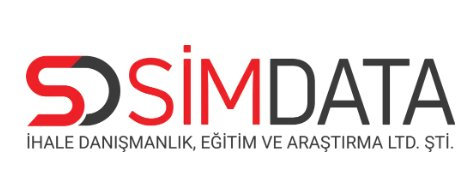 SD SİMDATA
İHALE DANIŞMANLIK, EĞİTİM VE ARAŞTIRMA LTD. ŞTİ.